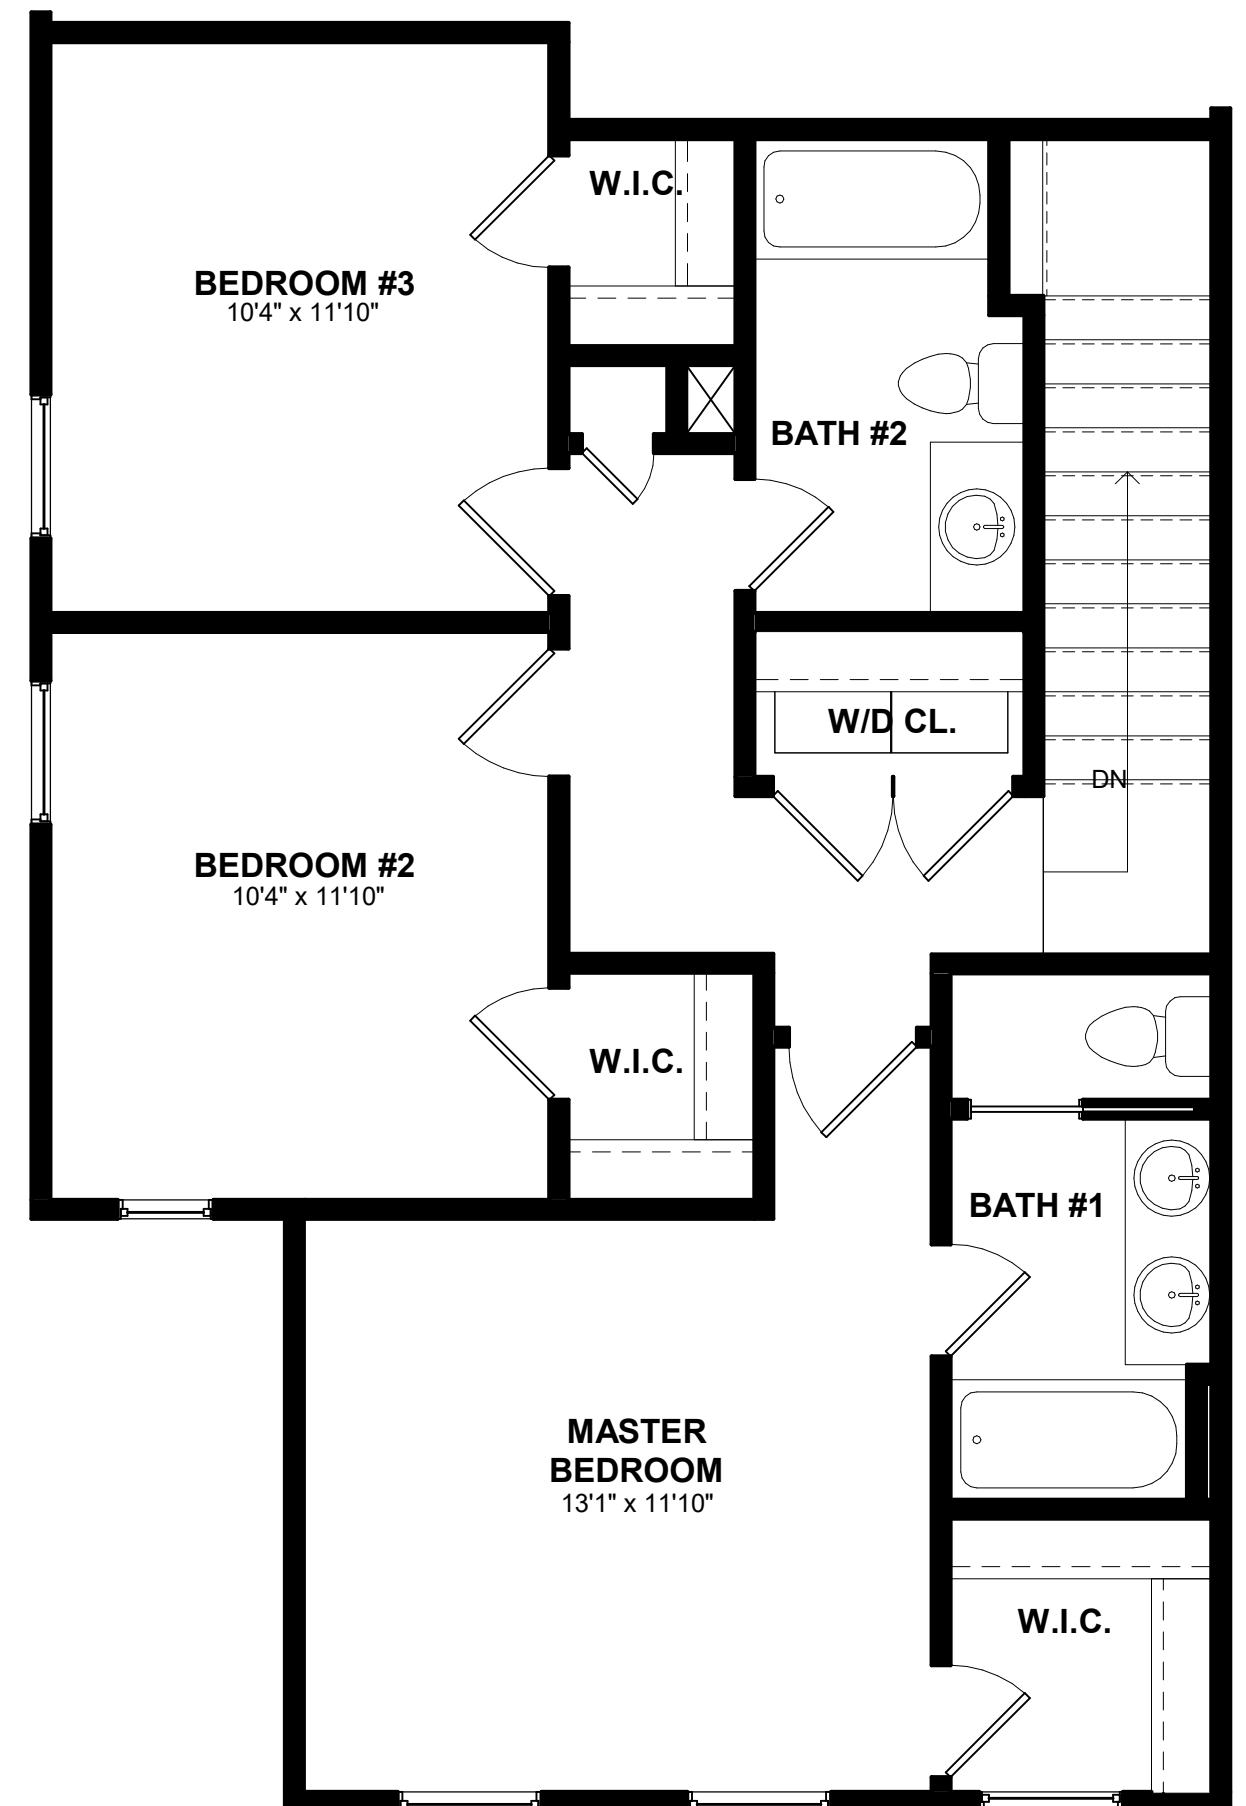 W.I.C.
BEDROOM #3
10'4" x 11'10"
BATH #2
W/D CL.
DN
BEDROOM #2
10'4" x 11'10"
W.I.C.
BATH #1
MASTER
BEDROOM
13'1" x 11'10"
W.I.C.